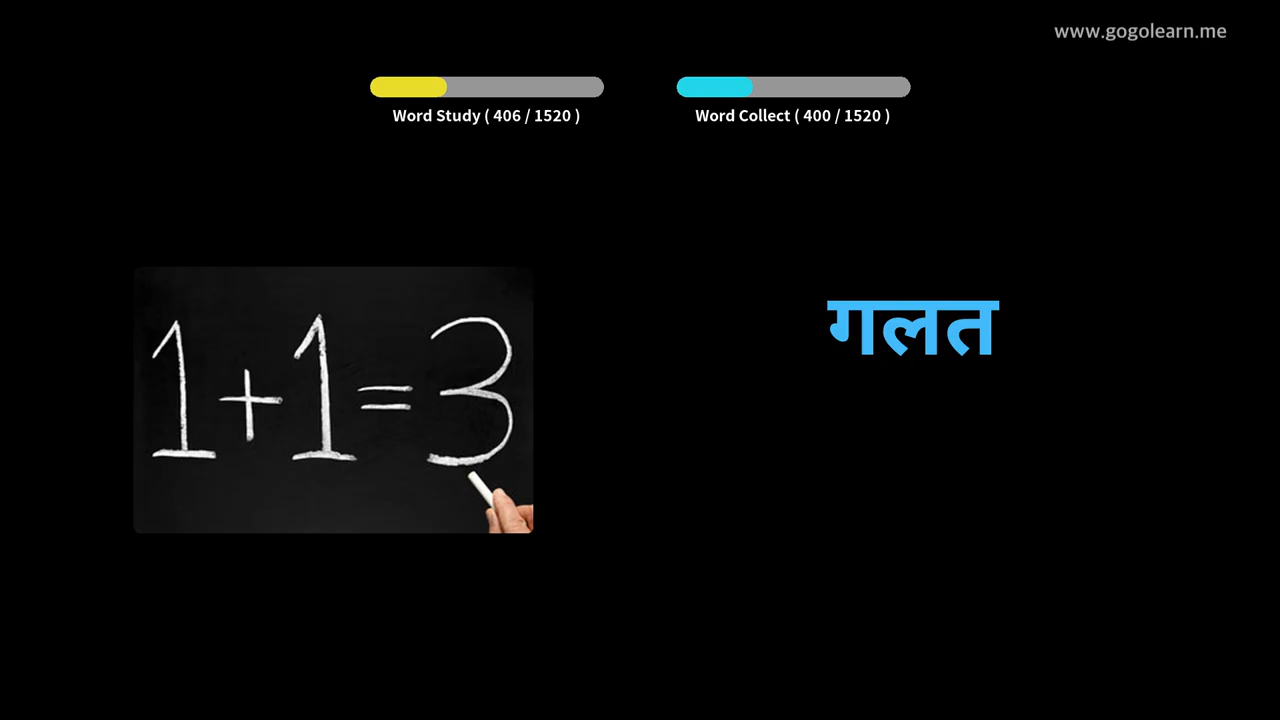 www.gogolearn.me
Word Study ( 406 / 1520 )
Word Collect ( 400 / 1520 )
1+1=3
गलत